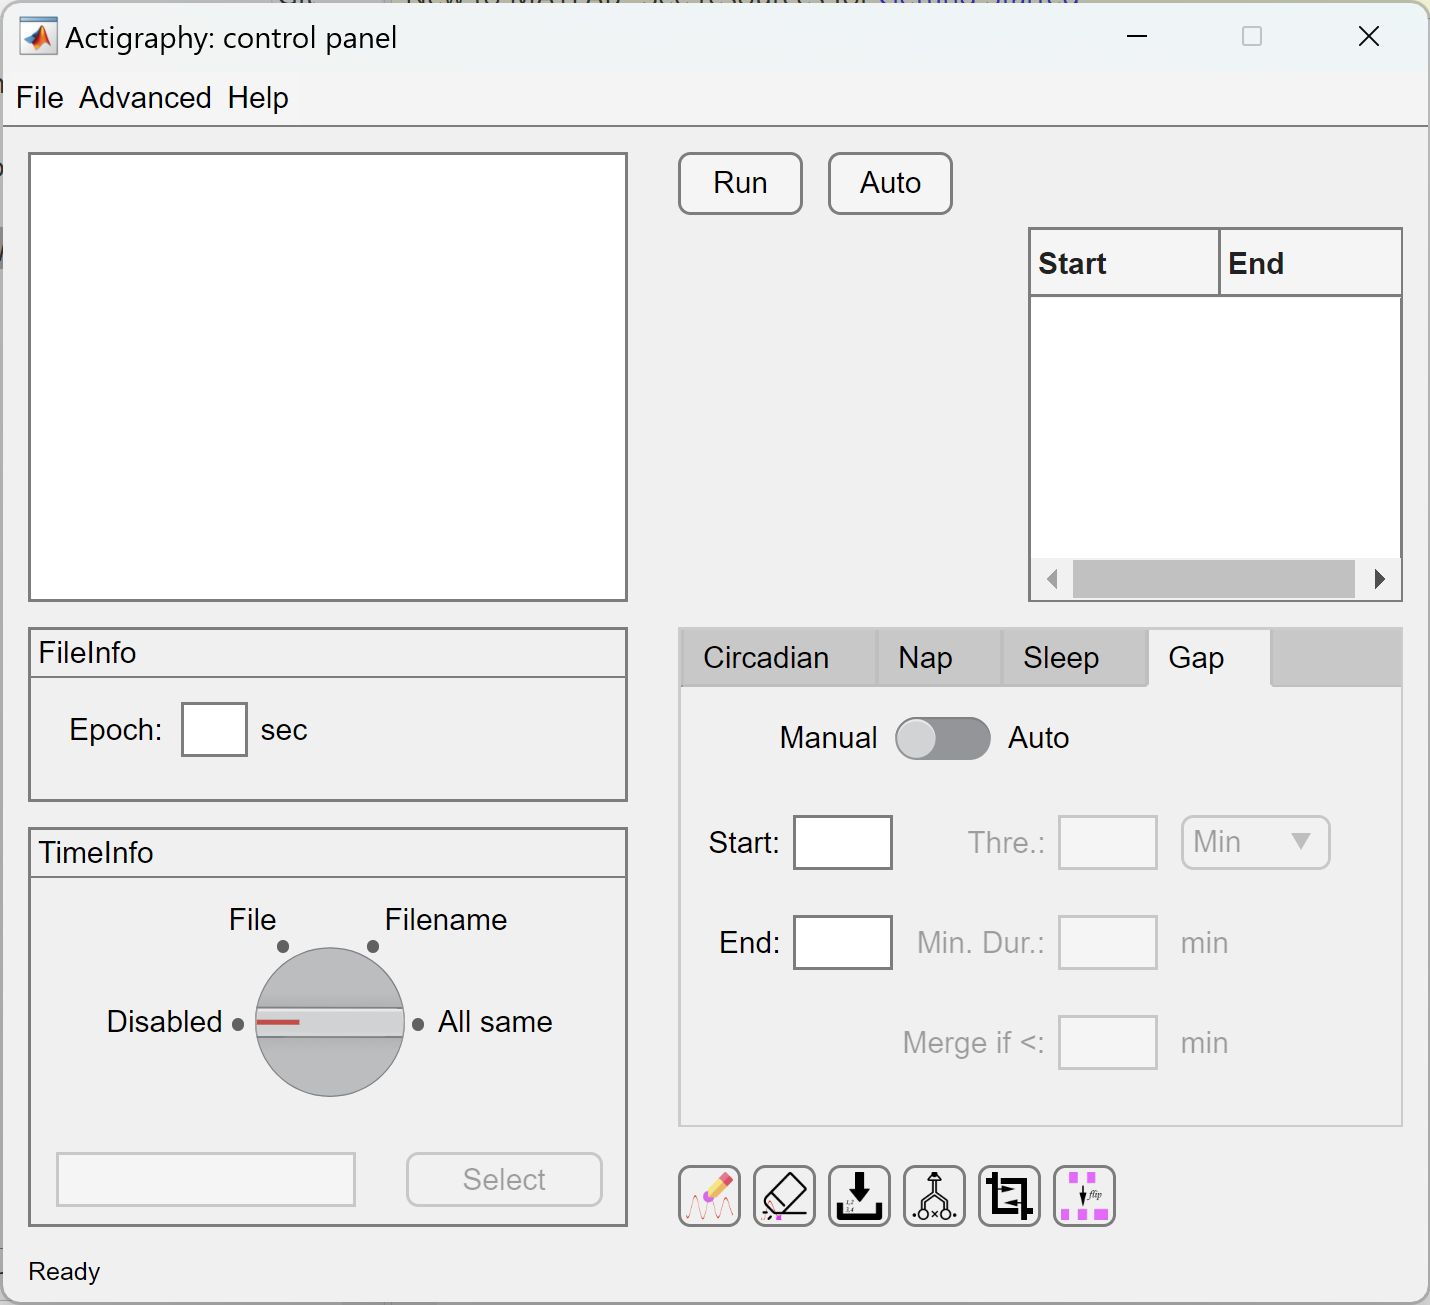 Actigraphy: control panel
File Advanced Help
Run Auto
Start End
FileInfo
Epoch: sec
TimeInfo
File Filename
Disabled All same
Select
Circadian Nap Sleep Gap
Manual Auto
Start: Thre.: Min
End: Min. Dur.: min
Merge if <: min
flip
Ready